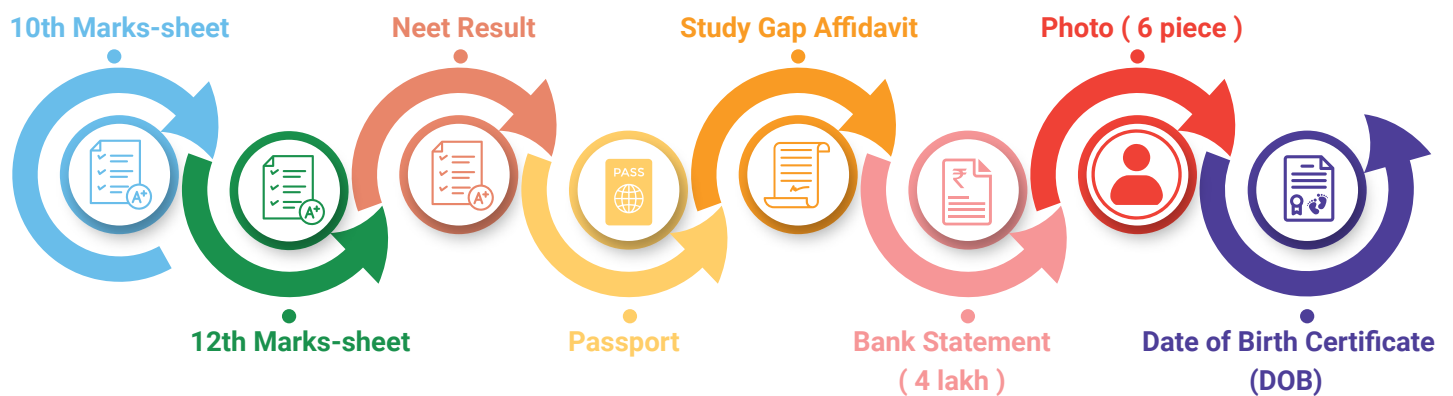 10th Marks-sheet
Neet Result
Study Gap Affidavit
Photo ( 6 piece )
A+
A+
A+
PASS
₹
12th Marks-sheet
Passport
Bank Statement
( 4 lakh )
Date of Birth Certificate
(DOB)